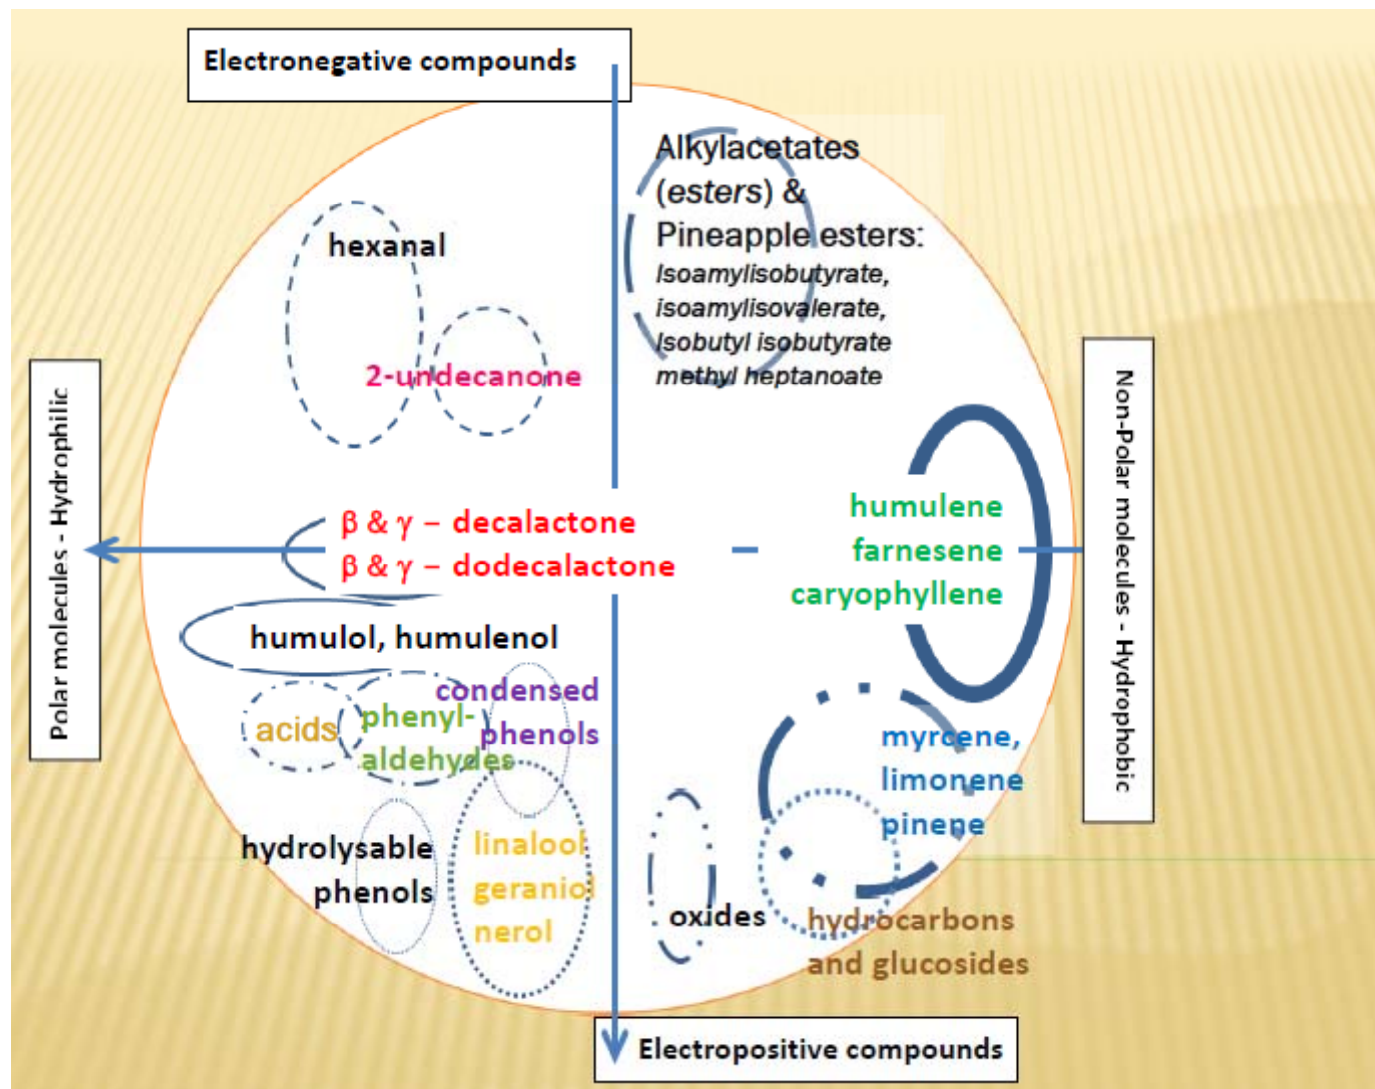 Electronegative compounds
Alkylacetates
(esters) &
Pineapple esters:
Isoamylisobutyrate,
isoamylisovalerate,
Isobutyl isobutyrate
methyl heptanoate
hexanal
2-undecanone
Polar molecules - Hydrophilic
Non-Polar molecules - Hydrophobic
β & γ – decalactone
β & γ – dodecalactone
humulene
farnesene
caryophyllene
humulol, humulenol
condensed
phenols
acids
phenyl-
aldehydes
myrcene,
limonene
pinene
hydrolysable
phenols
linalool
geraniol
nerol
oxides
hydrocarbons
and glucosides
Electropositive compounds